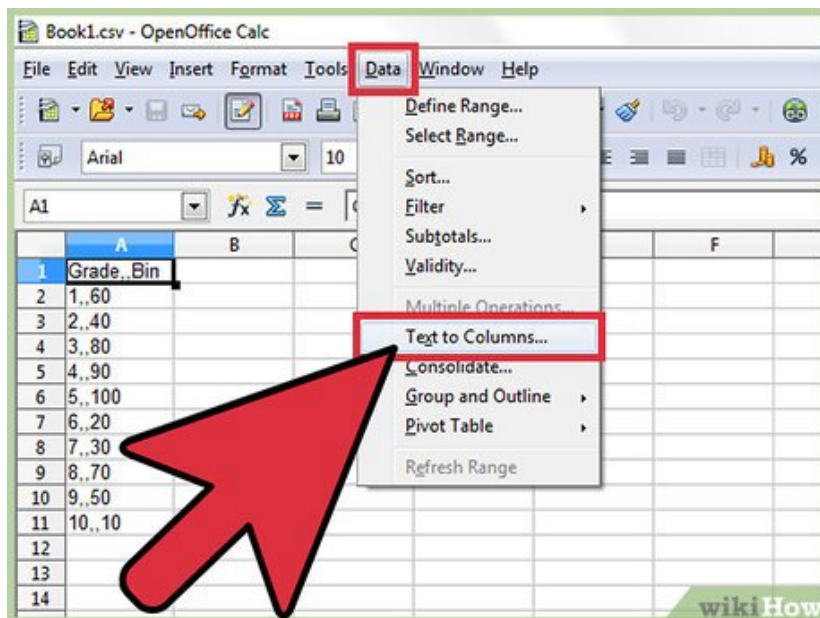 Book1.csv - OpenOffice Calc
File Edit View Insert Format Tools Data Window Help
Arial 10 %
A1
Define Range...
Select Range...
Sort...
Filter
Subtotals...
Validity...
Multiple Operations...
Text to Columns...
Consolidate...
Group and Outline
Pivot Table
Refresh Range
A B F
1 Grade,,Bin
2 1,,60
3 2,,40
4 3,,80
5 4,,90
6 5,,100
7 6,,20
8 7,,30
9 8,,70
10 9,,50
11 10,,10
12
13
14
wikiHow